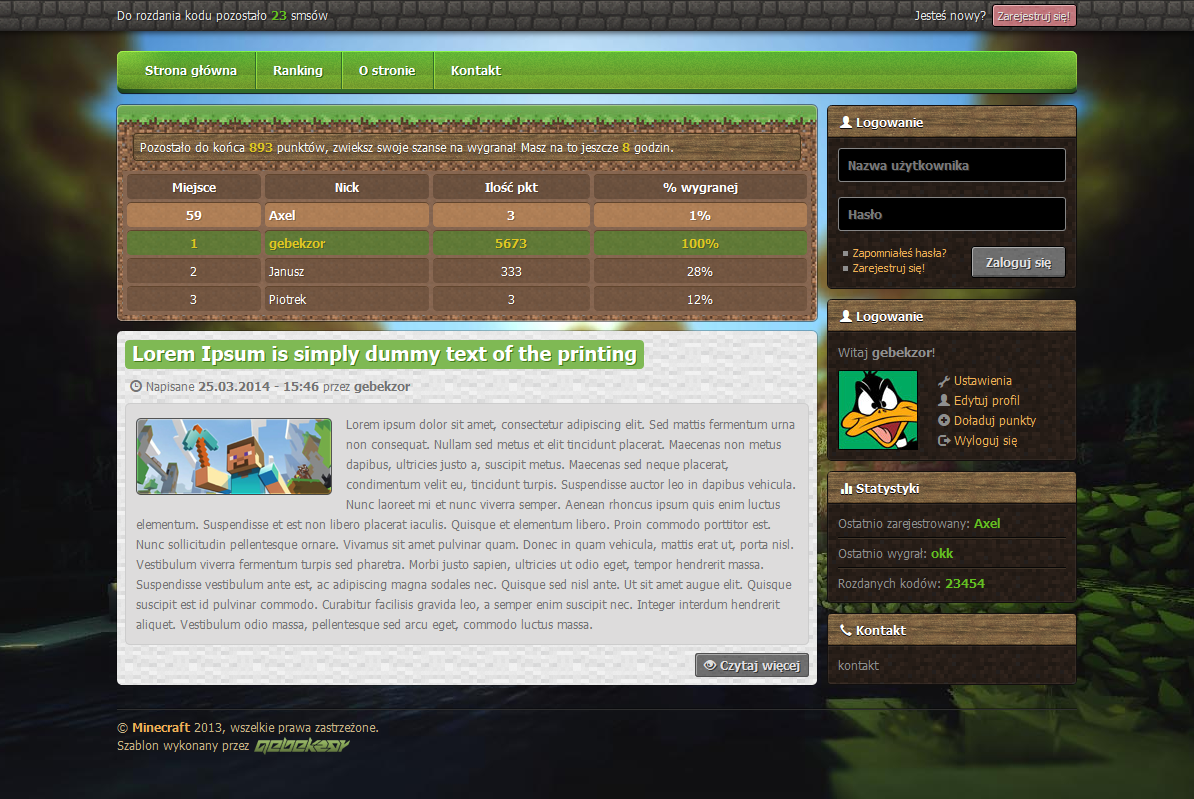 Do rozdania kodu pozostało 23 smsów
Jesteś nowy? Zarejestruj się!
Strona główna Ranking O stronie Kontakt
Pozostało do końca 893 punktów, zwieksz swoje szanse na wygrana! Masz na to jeszcze 8 godzin.
Miejsce Nick Ilość pkt % wygranej
59 Axel 3 1%
1 gebekzor 5673 100%
2 Janusz 333 28%
3 Piotrek 3 12%
Lorem Ipsum is simply dummy text of the printing
Napisane 25.03.2014 - 15:46 przez gebekzor
Lorem ipsum dolor sit amet, consectetur adipiscing elit. Sed mattis fermentum urna
non consequat. Nullam sed metus et elit tincidunt placerat. Maecenas non metus
dapibus, ultricies justo a, suscipit metus. Maecenas sed neque placerat,
condimentum velit eu, tincidunt turpis. Suspendisse auctor leo in dapibus vehicula.
Nunc laoreet mi et nunc viverra semper. Aenean rhoncus ipsum quis enim luctus
elementum. Suspendisse et est non libero placerat iaculis. Quisque et elementum libero. Proin commodo porttitor est.
Nunc sollicitudin pellentesque ornare. Vivamus sit amet pulvinar quam. Donec in quam vehicula, mattis erat ut, porta nisl.
Vestibulum viverra fermentum turpis sed pharetra. Morbi justo sapien, ultricies ut odio eget, tempor hendrerit massa.
Suspendisse vestibulum ante est, ac adipiscing magna sodales nec. Quisque sed nisl ante. Ut sit amet augue elit. Quisque
suscipit est id pulvinar commodo. Curabitur facilisis gravida leo, a semper enim suscipit nec. Integer interdum hendrerit
aliquet. Vestibulum odio massa, pellentesque sed arcu eget, commodo luctus massa.
Czytaj więcej
Logowanie
Nazwa użytkownika
Hasło
Zapomniałeś hasła?
Zarejestruj się!
Zaloguj się
Logowanie
Witaj gebekzor!
Ustawienia
Edytuj profil
Doładuj punkty
Wyloguj się
Statystyki
Ostatnio zarejestrowany: Axel
Ostatnio wygrał: okk
Rozdanych kodów: 23454
Kontakt
kontakt
© Minecraft 2013, wszelkie prawa zastrzeżone.
Szablon wykonany przez gebekzor